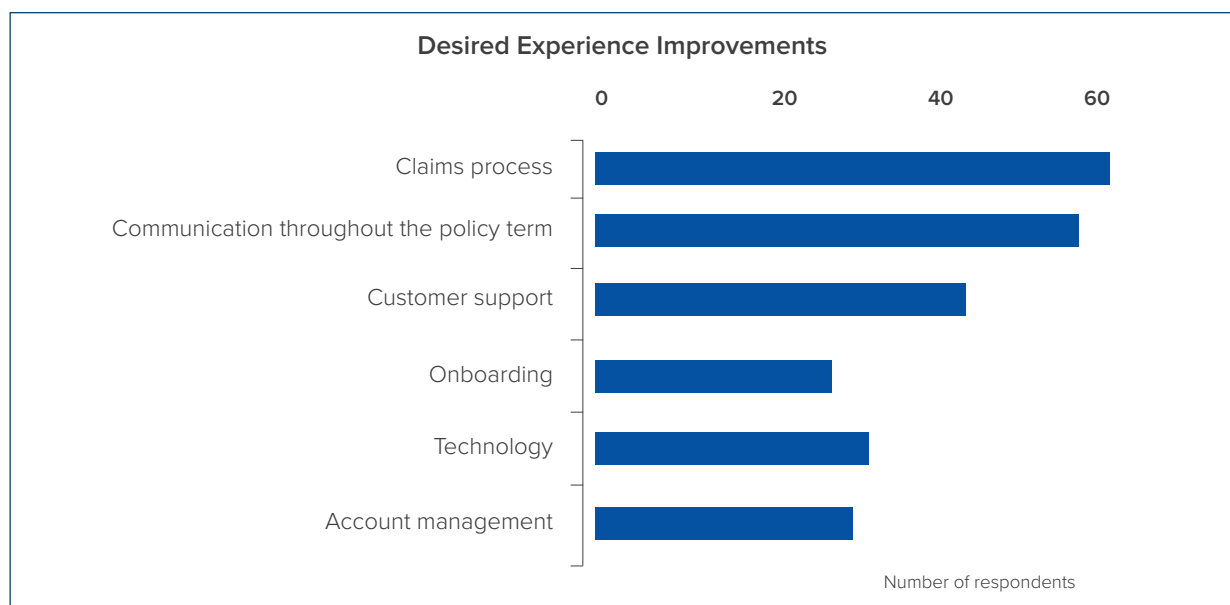 Desired Experience Improvements
0 20 40 60
Claims process
Communication throughout the policy term
Customer support
Onboarding
Technology
Account management
Number of respondents